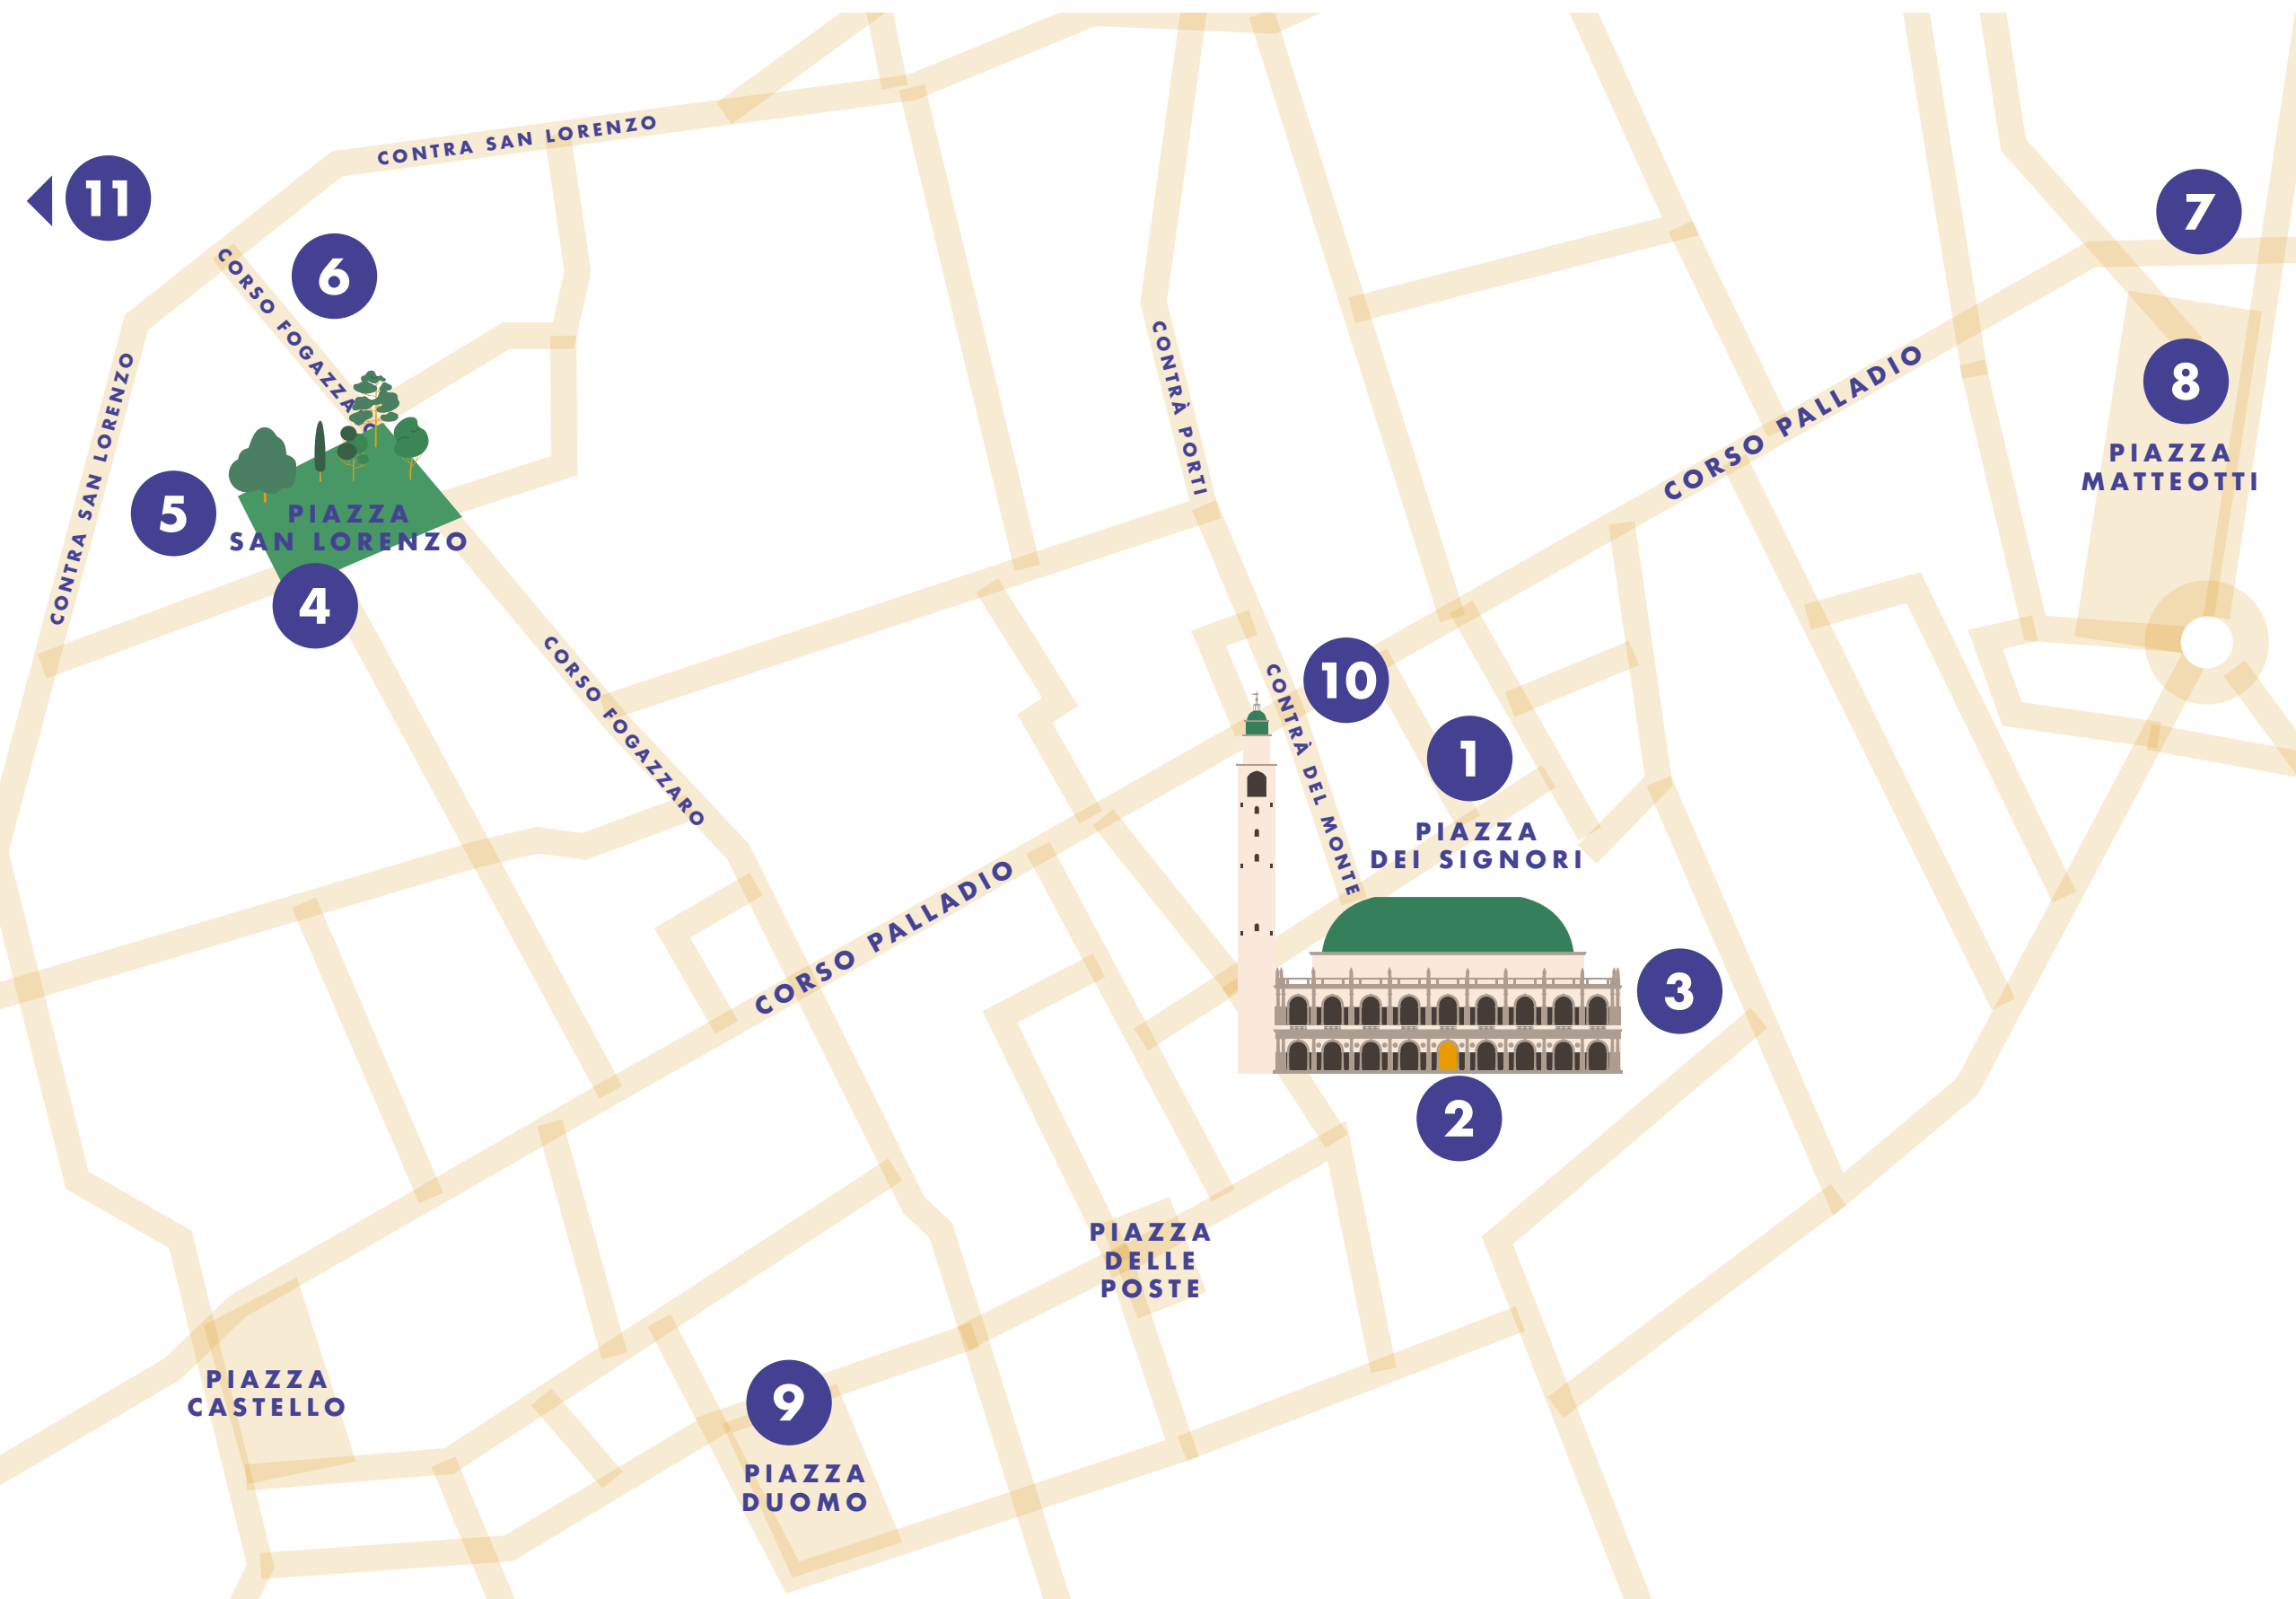 CONTRA SAN LORENZO
11
7
6
CORSO FOGAZZARO
CONTRA SAN LORENZO
CONTRÀ PORTI
CORSO PALLADIO
8
PIAZZA
MATTEOTTI
5
PIAZZA
SAN LORENZO
4
CORSO FOGAZZARO
10
CONTRÀ DEL MONTE
1
PIAZZA
DEI SIGNORI
CORSO PALLADIO
3
2
PIAZZA
DELLE
POSTE
PIAZZA
CASTELLO
9
PIAZZA
DUOMO